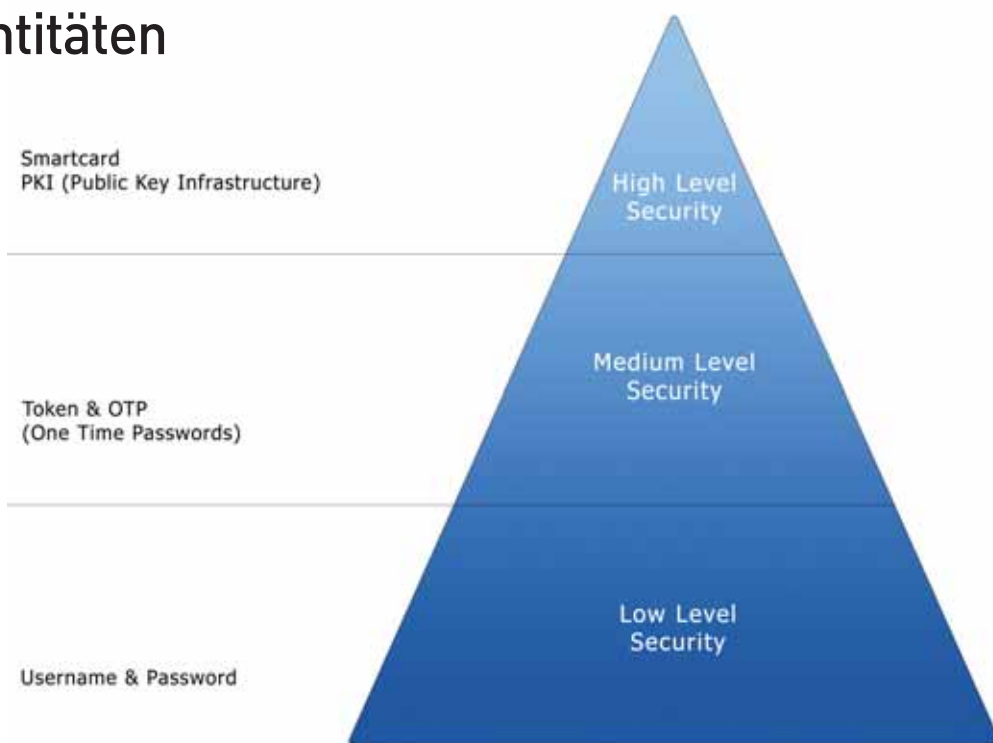 ntitäten
Smartcard
PKI (Public Key Infrastructure)
High Level
Security
Medium Level
Security
Token & OTP
(One Time Passwords)
Low Level
Security
Username & Password